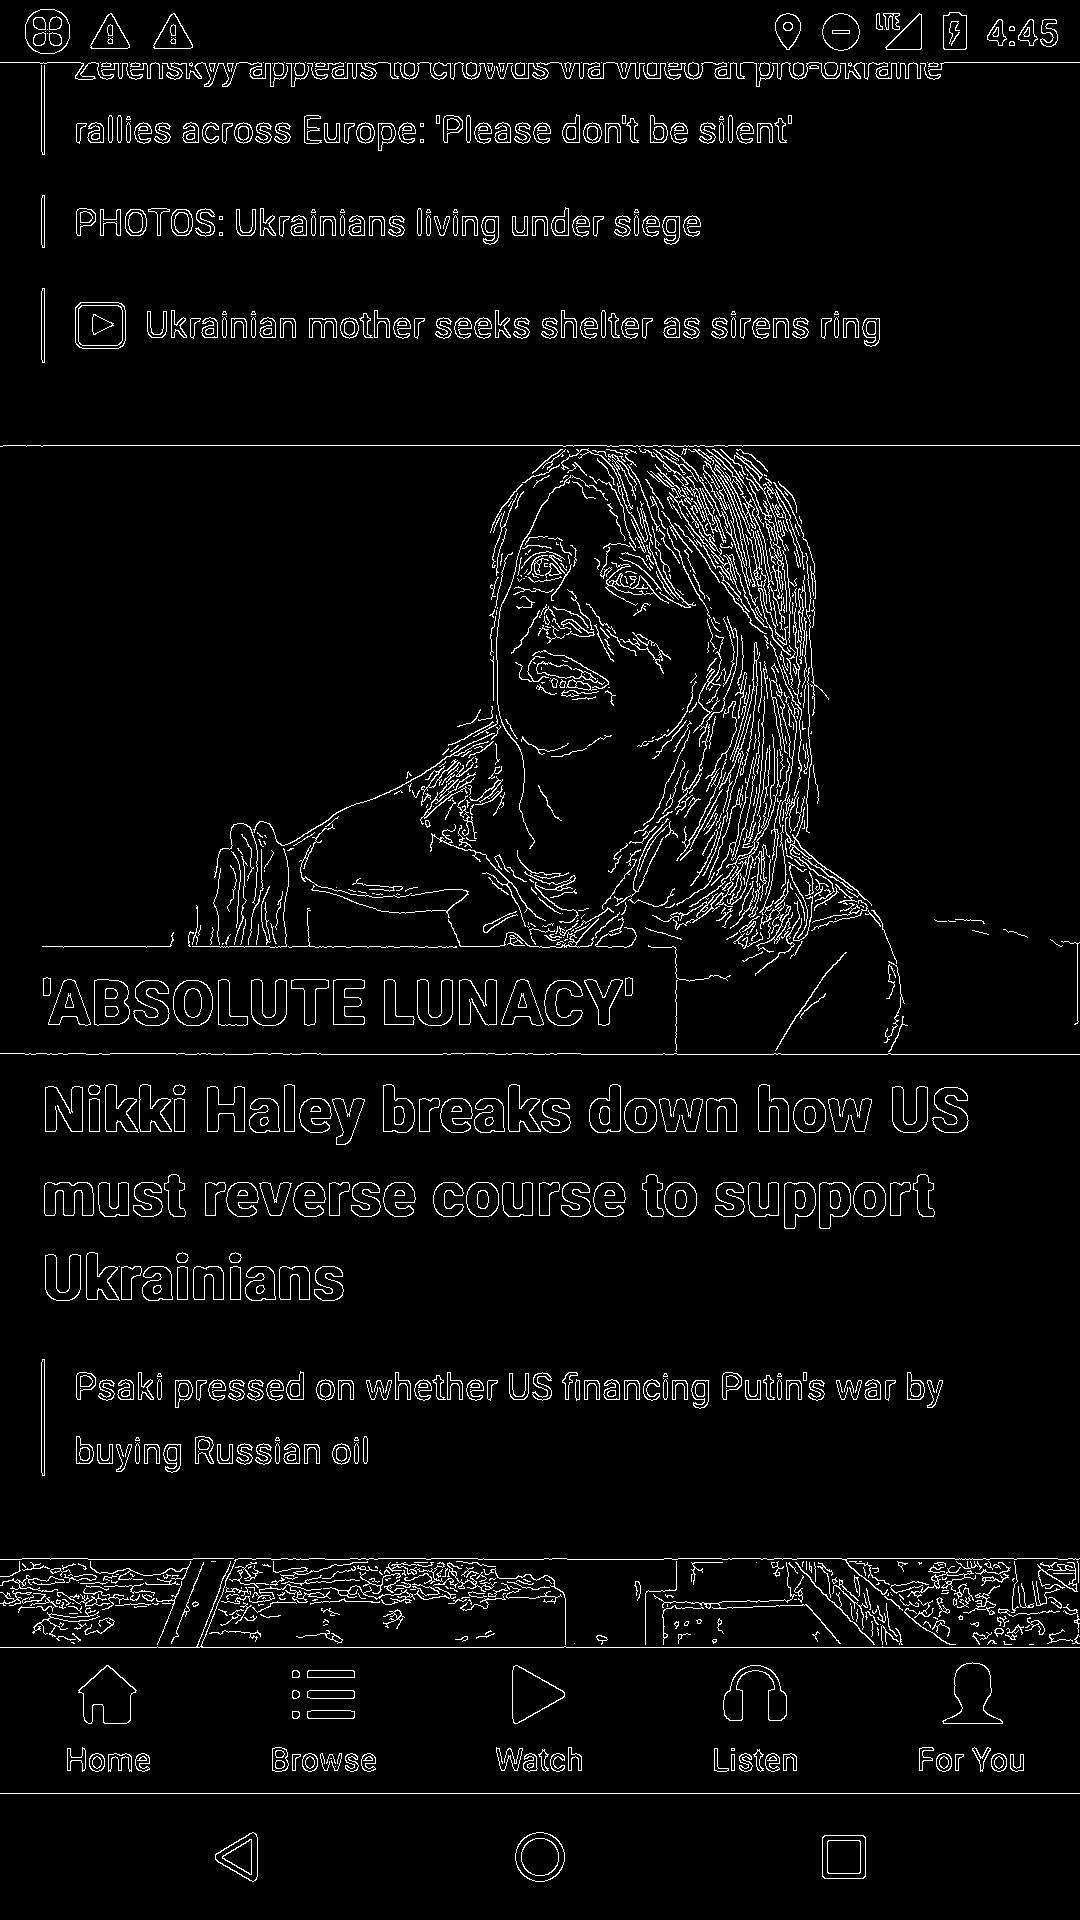 LTE 4:45
Zelenskyy appeals to crowds via video at pro-Ukraine
rallies across Europe: 'Please don't be silent'
PHOTOS: Ukrainians living under siege
Ukrainian mother seeks shelter as sirens ring
'ABSOLUTE LUNACY'
Nikki Haley breaks down how US
must reverse course to support
Ukrainians
Psaki pressed on whether US financing Putin's war by
buying Russian oil
Home Browse Watch Listen For You